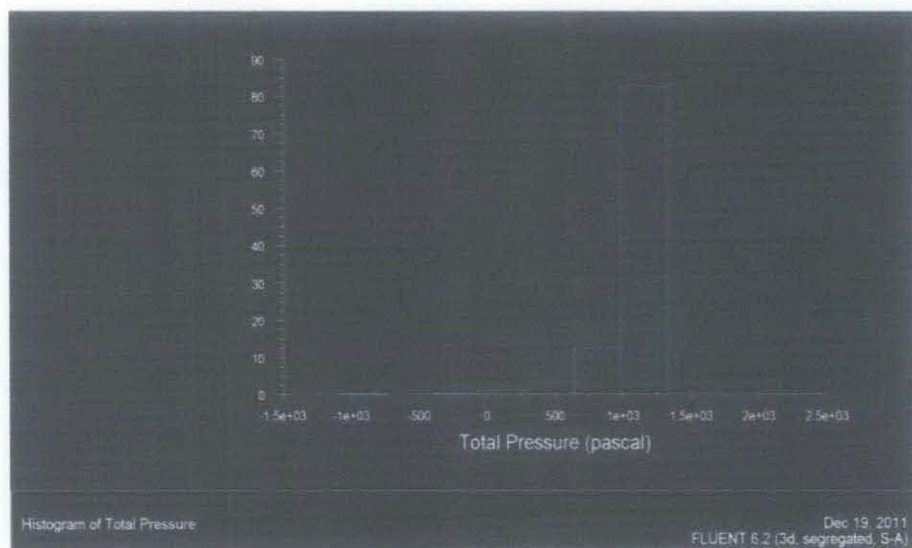 90
80
70
60
50
40
30
20
10
0
-1.5e+03 -1e+03 -500 0 500 1e+03 1.5e+03 2e+03 2.5e+03
Total Pressure (pascal)
Histogram of Total Pressure
Dec 19, 2011
FLUENT 6.2 (3d, segregated, S-A)